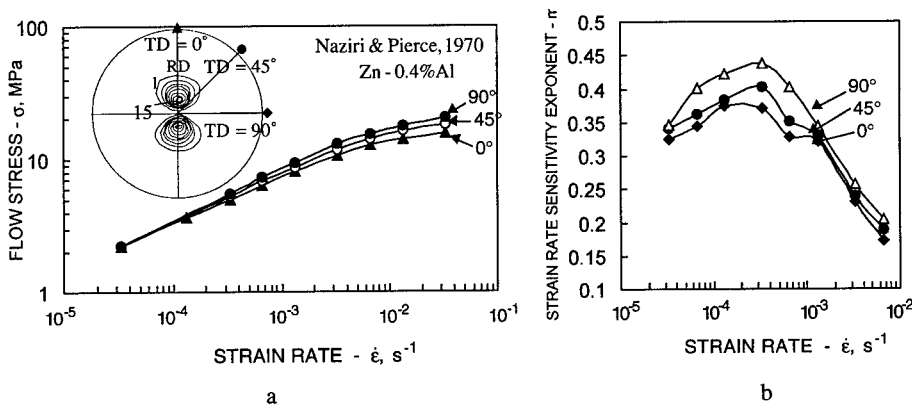 FLOW STRESS - σ, MPa
100
10
1
TD = 0°
RD
TD = 45°
1
15
TD = 90°
Naziri & Pierce, 1970
Zn - 0.4%Al
90°
45°
0°
10⁻⁵
10⁻⁴
10⁻³
10⁻²
10⁻¹
STRAIN RATE - ε̇, s⁻¹
a
STRAIN RATE SENSITIVITY EXPONENT - m
0.5
0.45
0.4
0.35
0.3
0.25
0.2
0.15
0.1
90°
45°
0°
10⁻⁵
10⁻⁴
10⁻³
10⁻²
STRAIN RATE - ε̇, s⁻¹
b